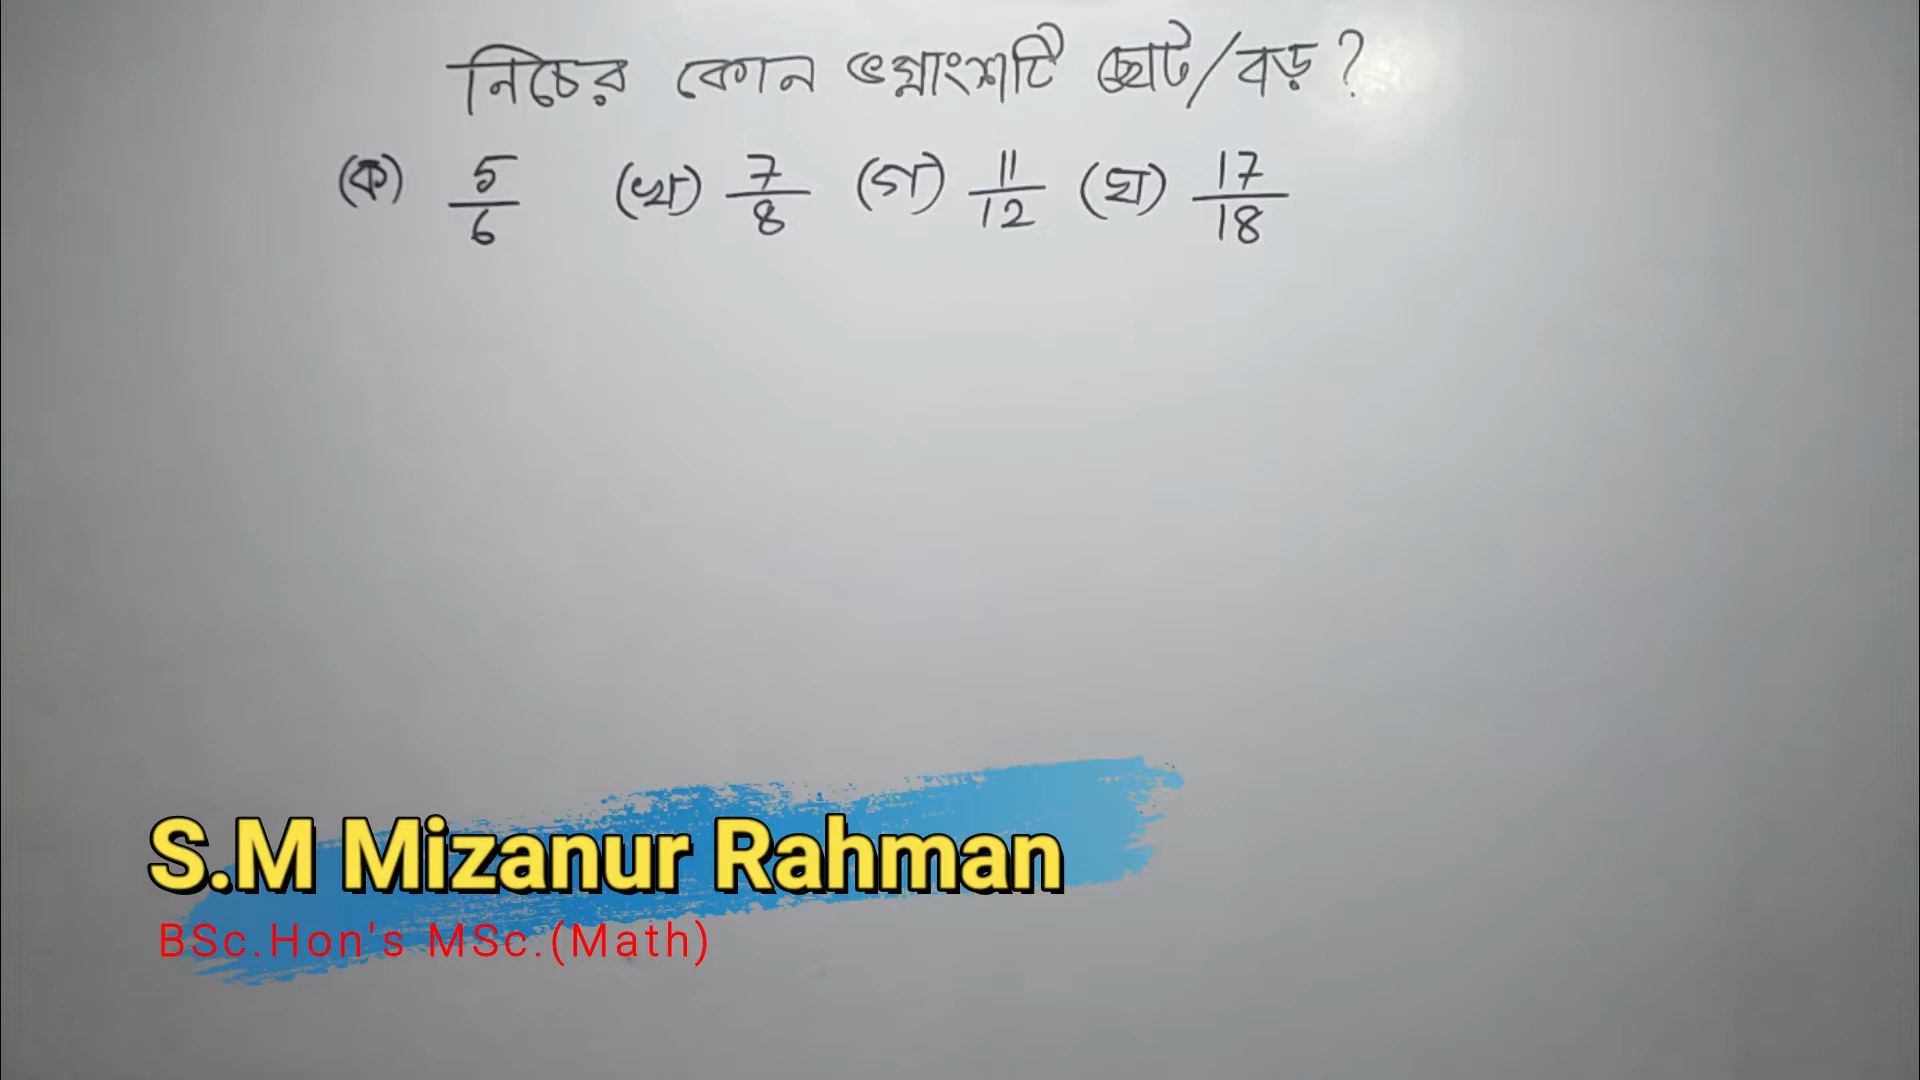 নিচের কোন ভগ্নাংশটি ছোট/বড় ?
(ক) 5/6 (খ) 7/8 (গ) 11/12 (ঘ) 17/18
S.M Mizanur Rahman
BSc.Hon's MSc.(Math)